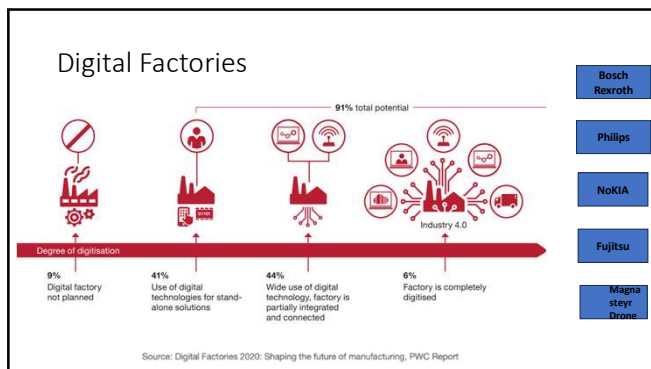 Digital Factories
91% total potential
Industry 4.0
Degree of digitisation
9%
Digital factory
not planned
41%
Use of digital
technologies for stand-
alone solutions
44%
Wide use of digital
technology, factory is
partially integrated
and connected
6%
Factory is completely
digitised
Source: Digital Factories 2020: Shaping the future of manufacturing, PWC Report
Bosch
Rexroth
Philips
NoKIA
Fujitsu
Magna
steyr
Drone